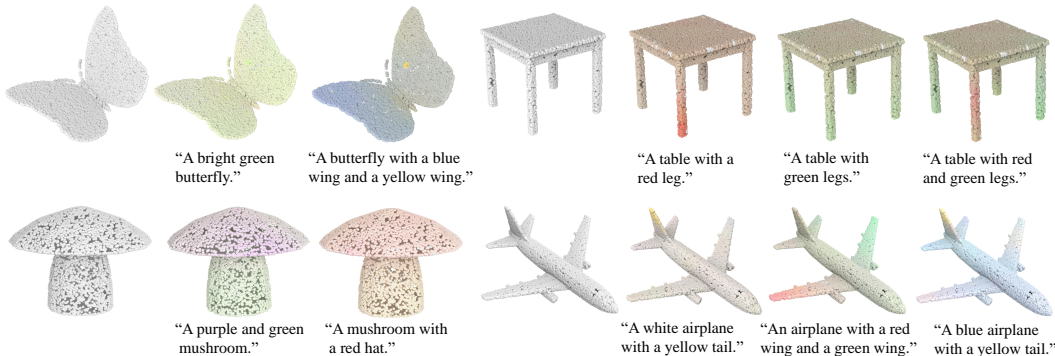 “A bright green
butterfly.”
“A butterfly with a blue
wing and a yellow wing.”
“A table with a
red leg.”
“A table with
green legs.”
“A table with red
and green legs.”
“A purple and green
mushroom.”
“A mushroom with
a red hat.”
“A white airplane
with a yellow tail.”
“An airplane with a red
wing and a green wing.”
“A blue airplane
with a yellow tail.”